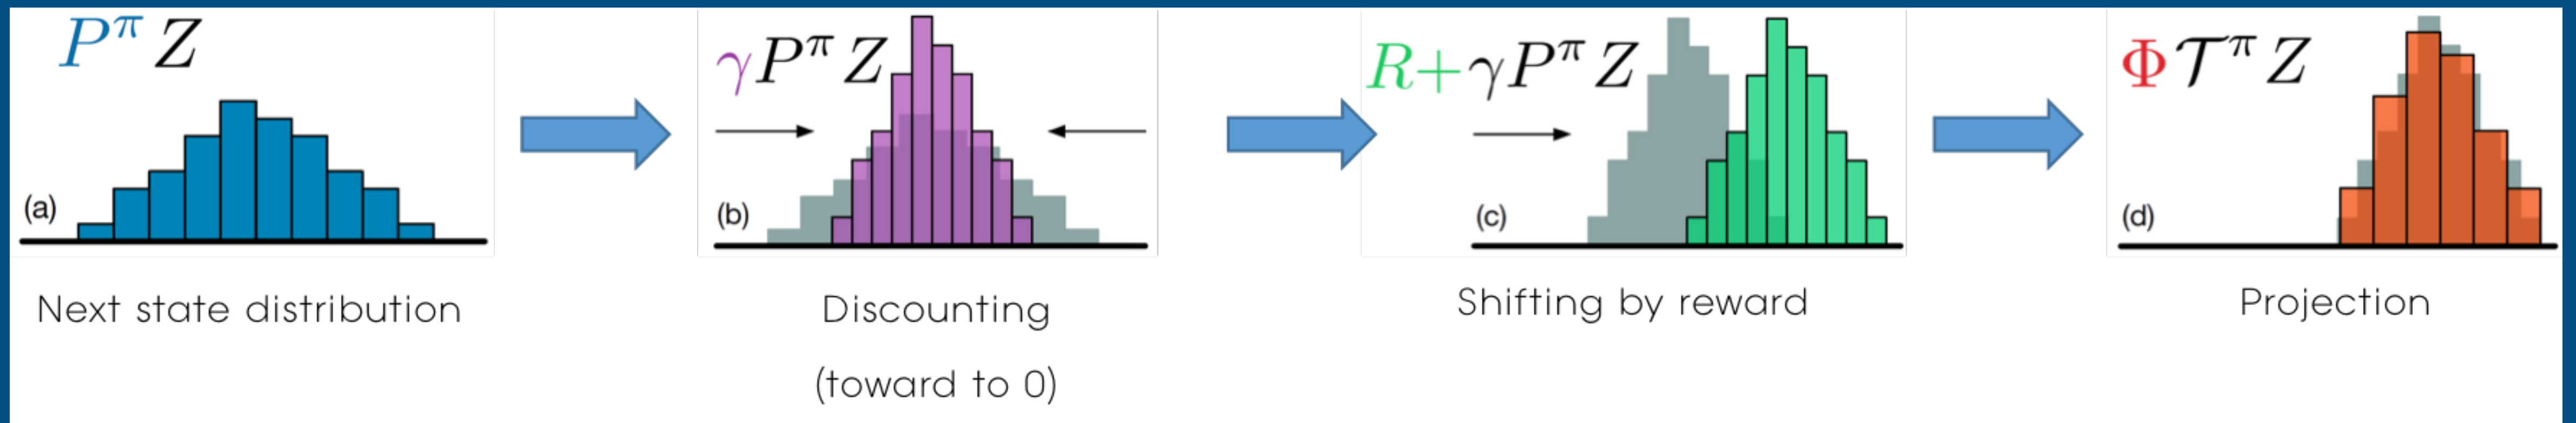 P^π Z
(a)
Next state distribution
γP^π Z
(b)
Discounting
(toward to 0)
R+γP^π Z
(c)
Shifting by reward
Φ𝒯^π Z
(d)
Projection